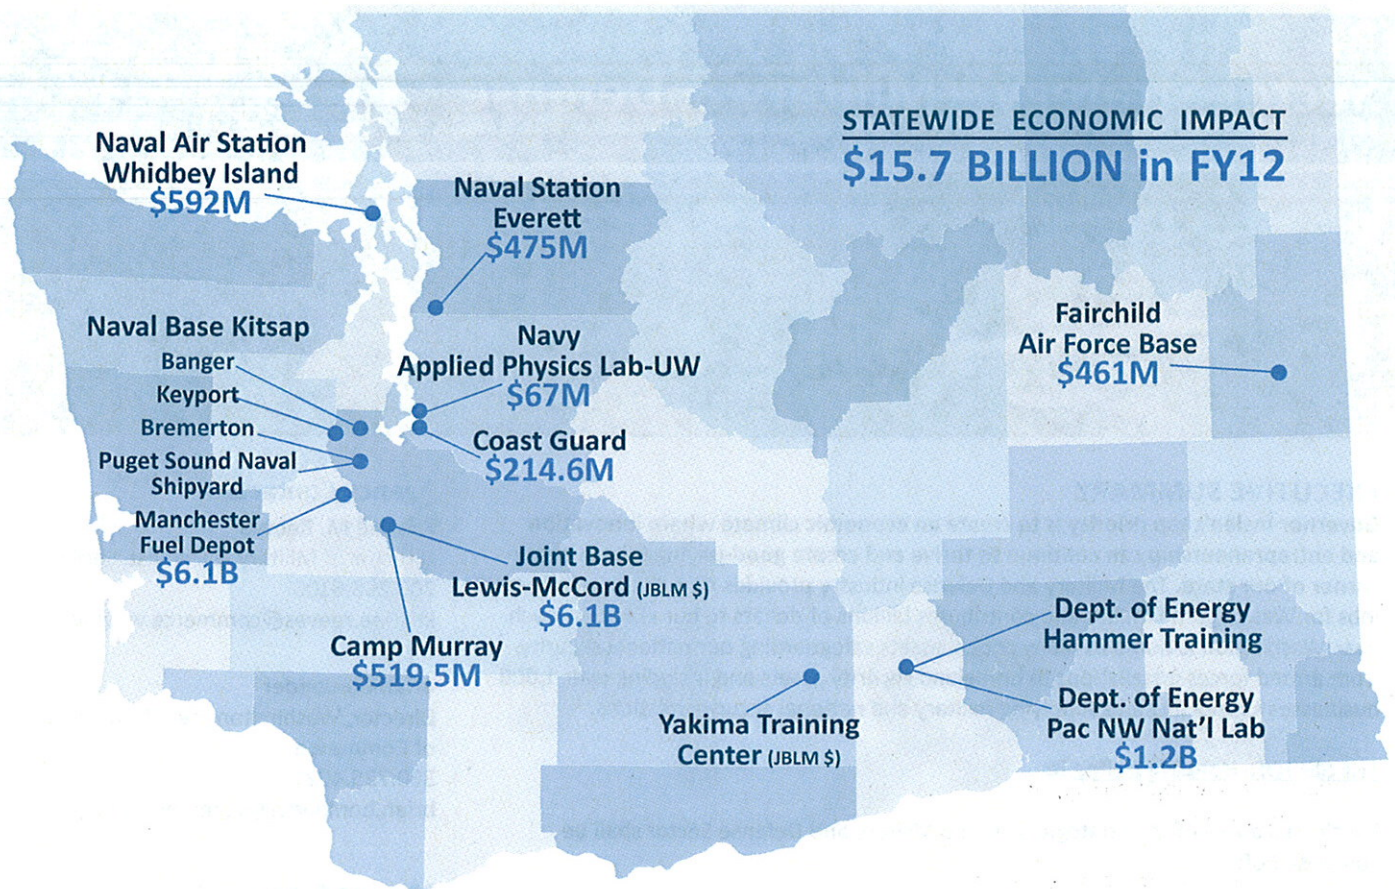 STATEWIDE ECONOMIC IMPACT
$15.7 BILLION in FY12
Naval Air Station
Whidbey Island
$592M
Naval Station
Everett
$475M
Naval Base Kitsap
Banger
Keyport
Bremerton
Puget Sound Naval
Shipyard
Manchester
Fuel Depot
$6.1B
Navy
Applied Physics Lab-UW
$67M
Coast Guard
$214.6M
Fairchild
Air Force Base
$461M
Joint Base
Lewis-McCord (JBLM $)
$6.1B
Camp Murray
$519.5M
Yakima Training
Center (JBLM $)
Dept. of Energy
Hammer Training
Dept. of Energy
Pac NW Nat'l Lab
$1.2B